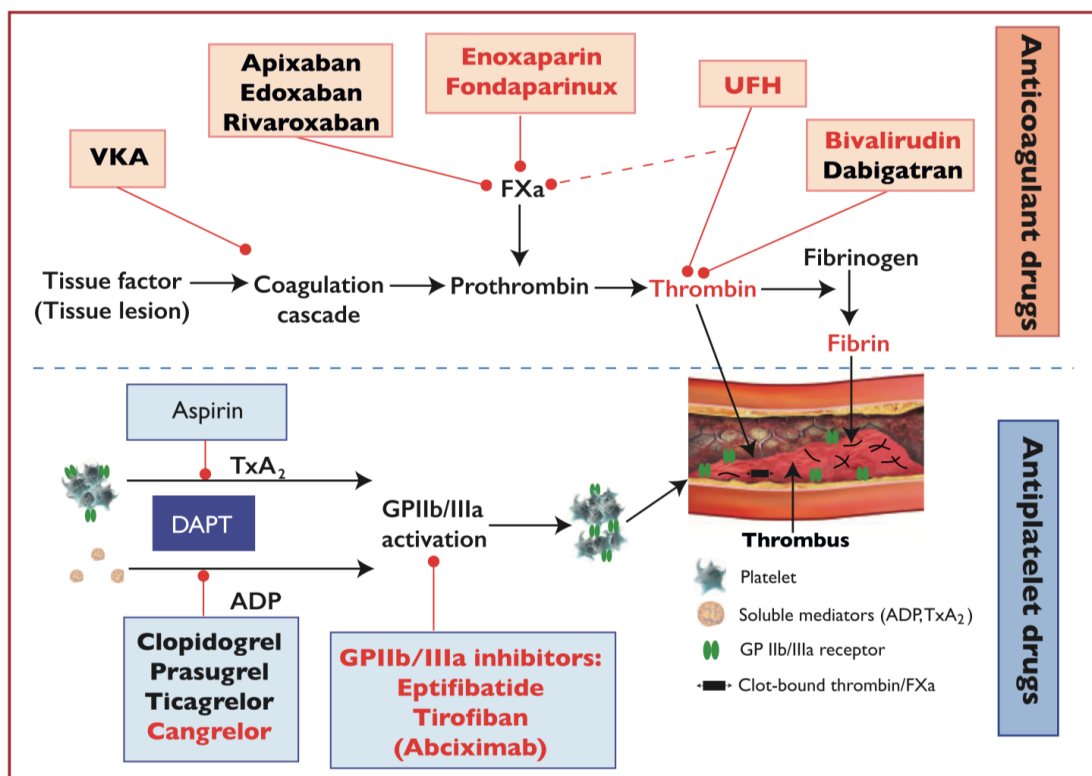 Apixaban
Edoxaban
Rivaroxaban
Enoxaparin
Fondaparinux
UFH
VKA
Bivalirudin
Dabigatran
FXa
Tissue factor
(Tissue lesion)
Coagulation
cascade
Prothrombin
Thrombin
Fibrinogen
Fibrin
Anticoagulant drugs
Aspirin
TxA₂
DAPT
ADP
Clopidogrel
Prasugrel
Ticagrelor
Cangrelor
GPIIb/IIIa
activation
GPIIb/IIIa inhibitors:
Eptifibatide
Tirofiban
(Abciximab)
Thrombus
Platelet
Soluble mediators (ADP,TxA₂)
GP IIb/IIIa receptor
Clot-bound thrombin/FXa
Antiplatelet drugs